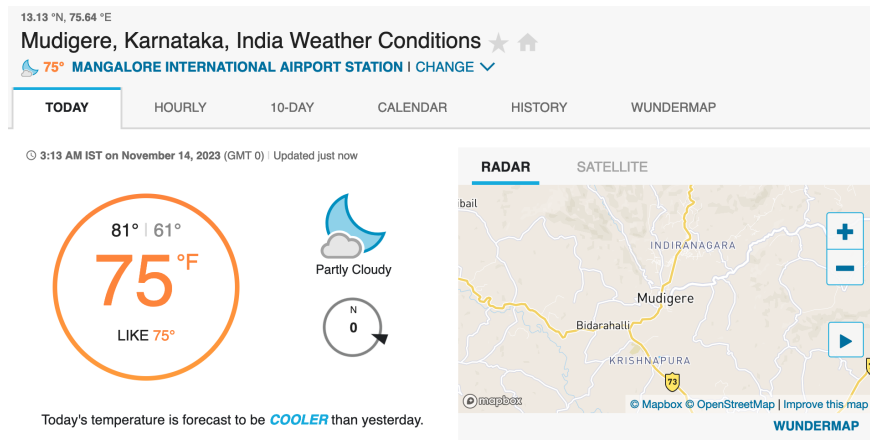 13.13 °N, 75.64 °E
Mudigere, Karnataka, India Weather Conditions
75° MANGALORE INTERNATIONAL AIRPORT STATION | CHANGE
TODAY HOURLY 10-DAY CALENDAR HISTORY WUNDERMAP
3:13 AM IST on November 14, 2023 (GMT 0) | Updated just now
81° | 61°
75 °F
LIKE 75°
Partly Cloudy
N
0
Today's temperature is forecast to be COOLER than yesterday.
RADAR SATELLITE
ibail
INDIRANAGARA
+
−
Mudigere
Bidarahalli
KRISHNAPURA
73
mapbox
© Mapbox © OpenStreetMap | Improve this map
WUNDERMAP